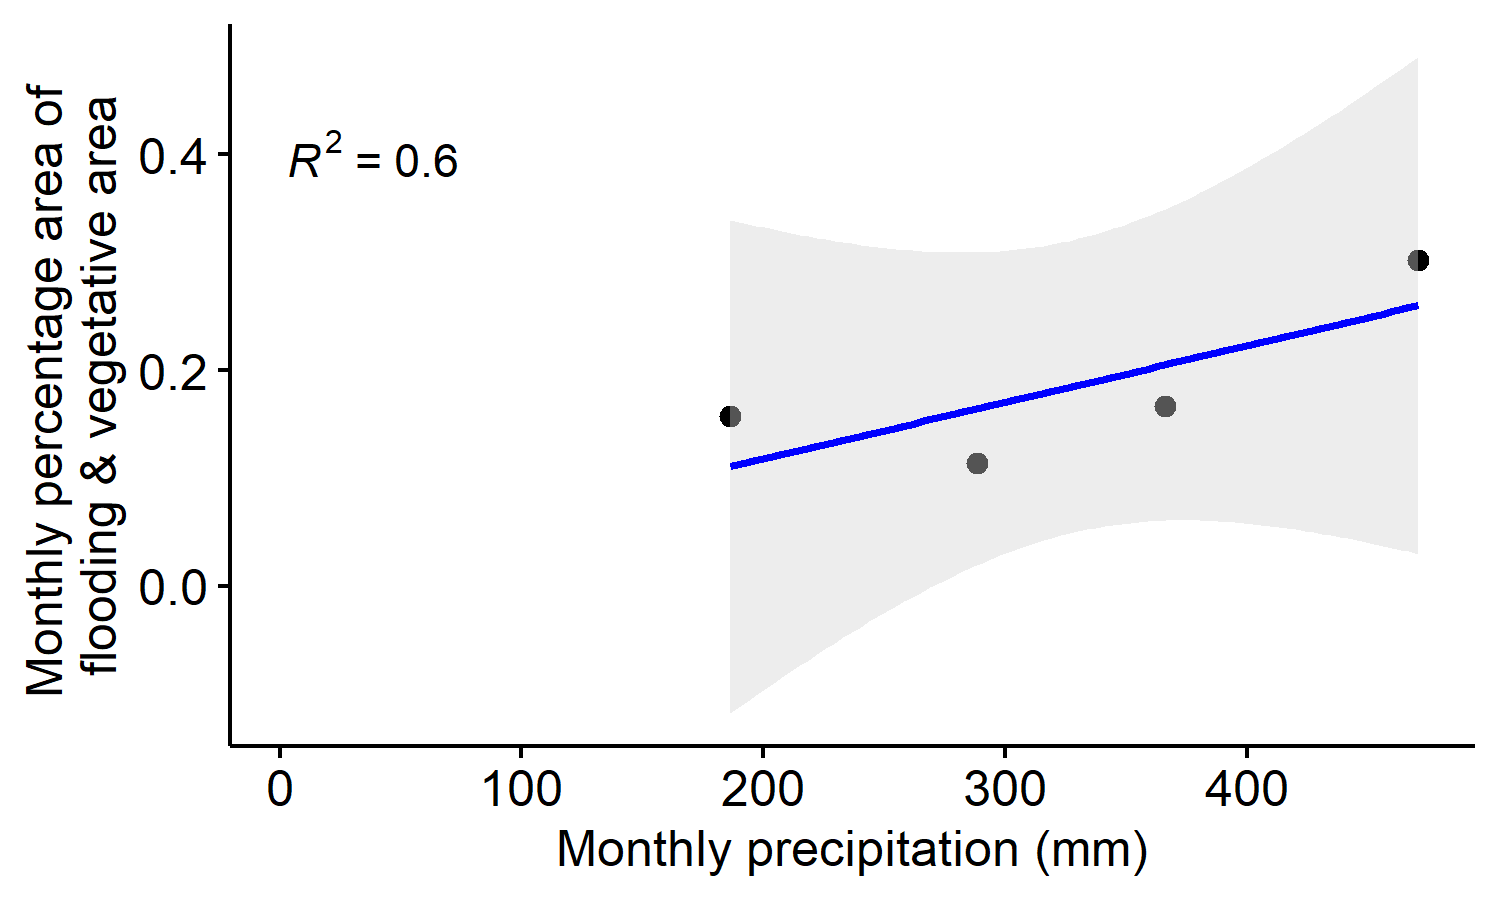 Monthly percentage area of
flooding & vegetative area
0.4
0.2
0.0
R² = 0.6
0 100 200 300 400
Monthly precipitation (mm)